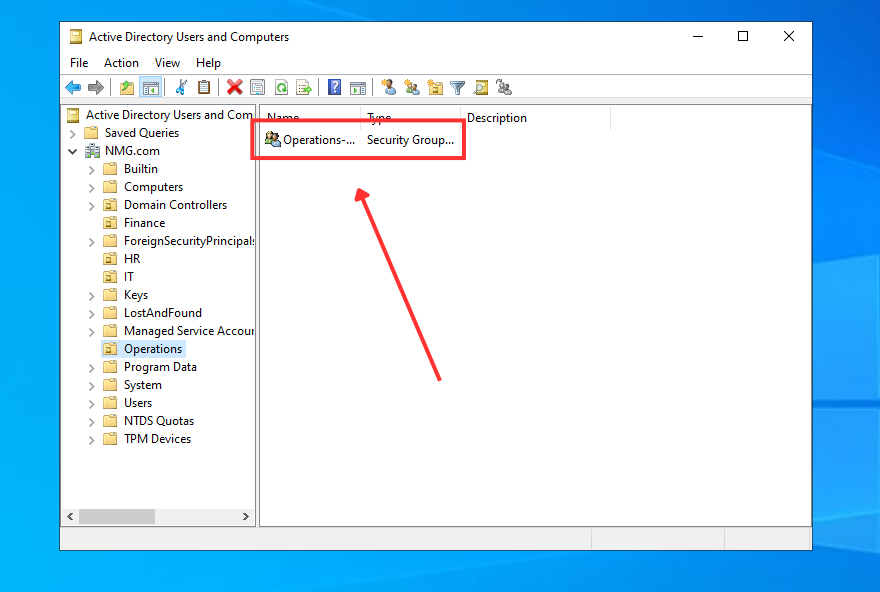 Active Directory Users and Computers
File Action View Help
Active Directory Users and Com
Saved Queries
NMG.com
Builtin
Computers
Domain Controllers
Finance
ForeignSecurityPrincipals
HR
IT
Keys
LostAndFound
Managed Service Accour
Operations
Program Data
System
Users
NTDS Quotas
TPM Devices
Name Type Description
Operations-... Security Group...